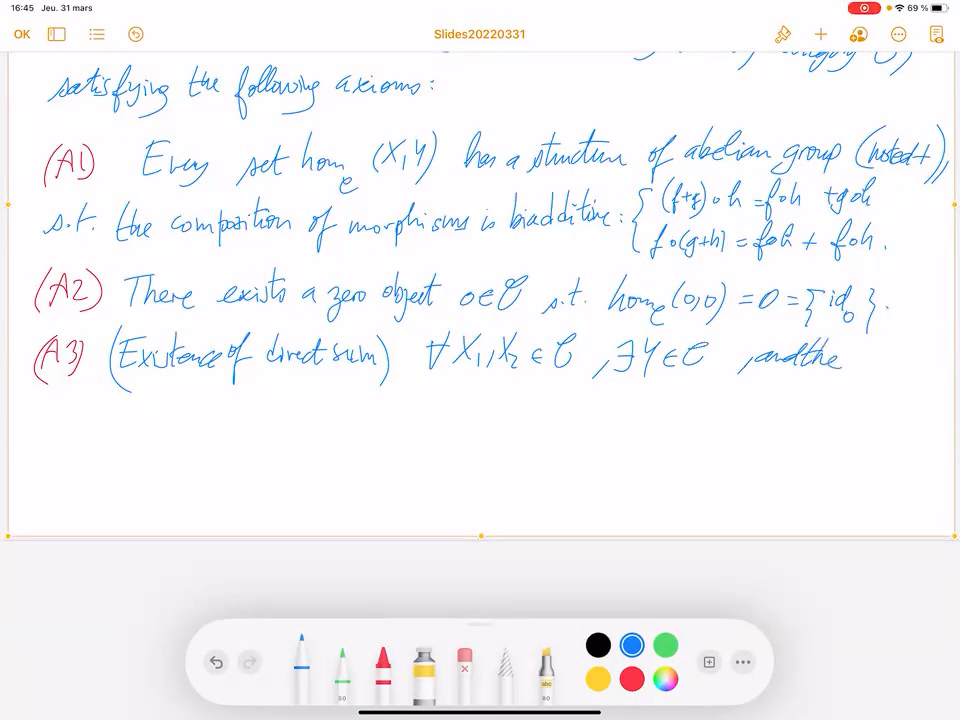 16:45 Jeu. 31 mars
69 %
OK
Slides20220331
satisfying the following axioms:
(A1) Every set hom_C (X,Y) has a structure of abelian group (noted +),
s.t. the composition of morphisms is biadditive: { (f+g)∘h = f∘h + g∘h
f∘(g+h) = f∘h + f∘h.
(A2) There exists a zero object 0∈C s.t. hom_C(0,0) = 0 = {id_0}.
(A3) (Existence of direct sum) ∀ X_1, X_2 ∈ C, ∃ Y ∈ C, and the
50
80